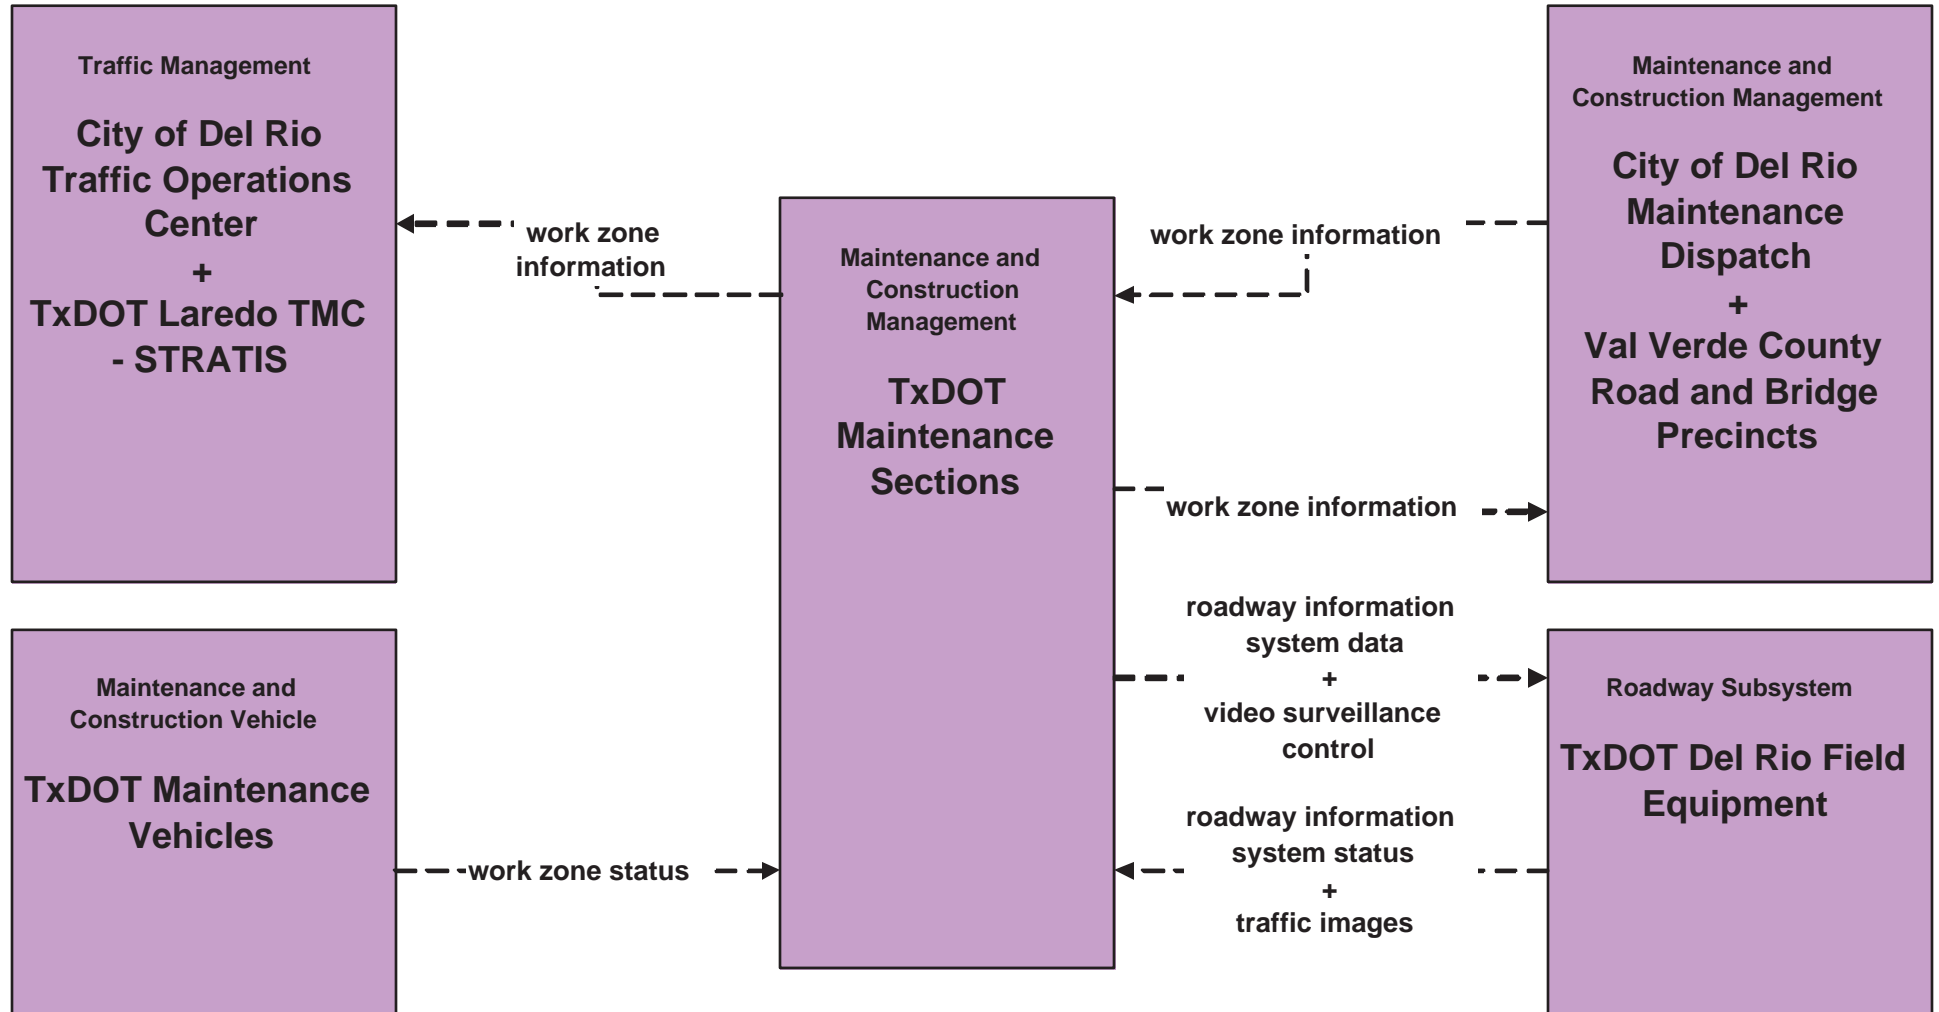 Traffic Management
City of Del Rio
Traffic Operations
Center
+
TxDOT Laredo TMC
- STRATIS
work zone
information
Maintenance and
Construction
Management
TxDOT
Maintenance
Sections
work zone information
Maintenance and
Construction Management
City of Del Rio
Maintenance
Dispatch
+
Val Verde County
Road and Bridge
Precincts
work zone information
roadway information
system data
+
video surveillance
control
Maintenance and
Construction Vehicle
TxDOT Maintenance
Vehicles
work zone status
roadway information
system status
+
traffic images
Roadway Subsystem
TxDOT Del Rio Field
Equipment